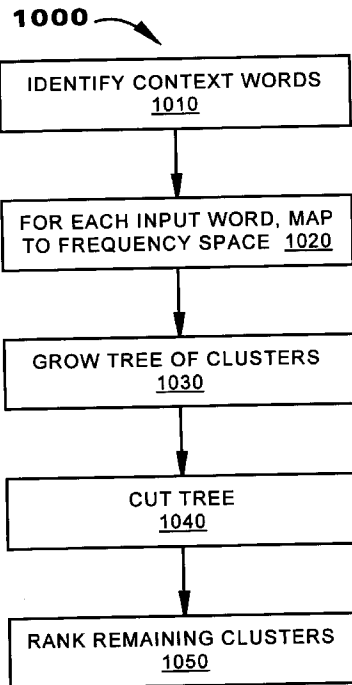 1000
IDENTIFY CONTEXT WORDS
1010
FOR EACH INPUT WORD, MAP
TO FREQUENCY SPACE 1020
GROW TREE OF CLUSTERS
1030
CUT TREE
1040
RANK REMAINING CLUSTERS
1050